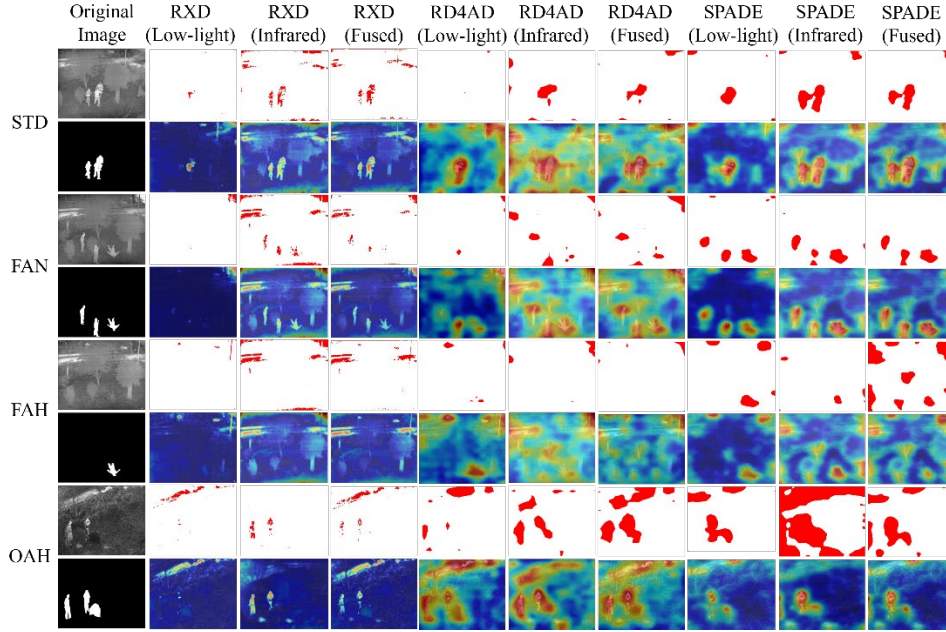 Original RXD RXD RXD RD4AD RD4AD RD4AD SPADE SPADE SPADE
Image (Low-light) (Infrared) (Fused) (Low-light) (Infrared) (Fused) (Low-light) (Infrared) (Fused)
STD
FAN
FAH
OAH